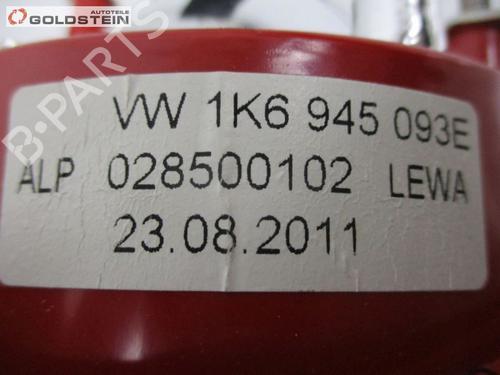 AUTOTEILE
GOLDSTEIN
B-PARTS
VW 1K6 945 093E
ALP 028500102 LEWA
23.08.2011